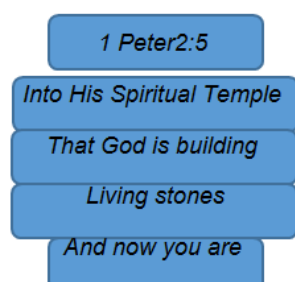 1 Peter2:5
Into His Spiritual Temple
That God is building
Living stones
And now you are